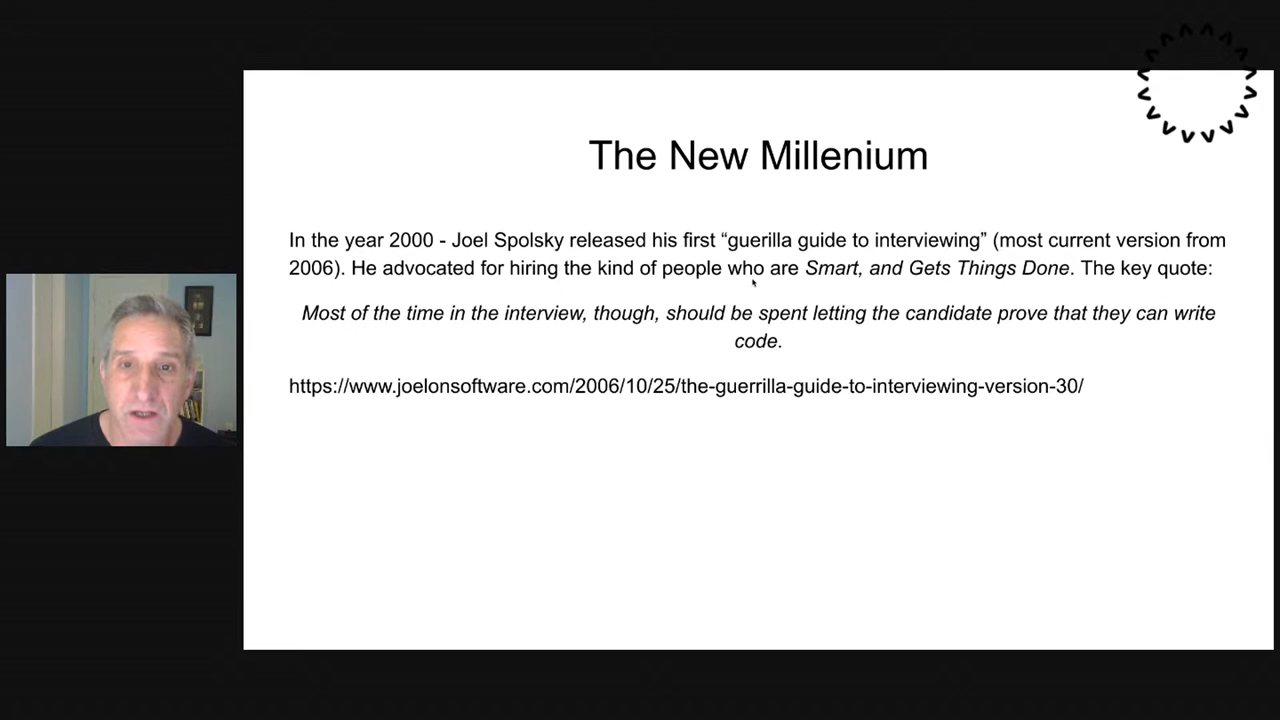 The New Millenium
In the year 2000 - Joel Spolsky released his first “guerilla guide to interviewing” (most current version from
2006). He advocated for hiring the kind of people who are Smart, and Gets Things Done. The key quote:
Most of the time in the interview, though, should be spent letting the candidate prove that they can write
code.
https://www.joelonsoftware.com/2006/10/25/the-guerrilla-guide-to-interviewing-version-30/